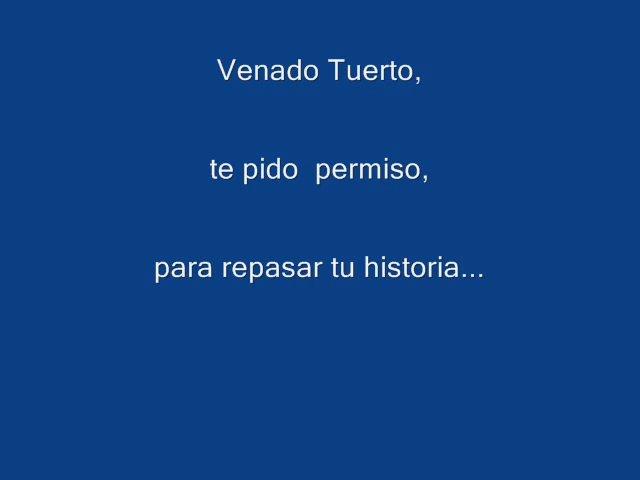 Venado Tuerto,
te pido  permiso,
para repasar tu historia...